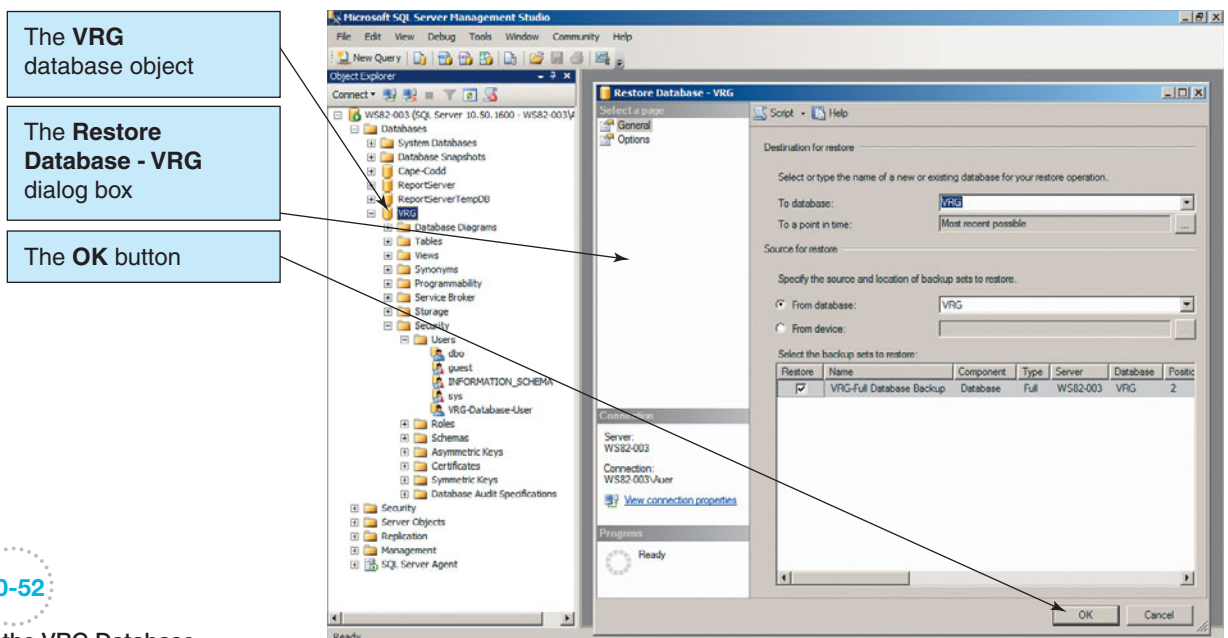 The VRG
database object
The Restore
Database - VRG
dialog box
The OK button
Microsoft SQL Server Management Studio
File Edit View Debug Tools Window Community Help
New Query
Object Explorer
Connect
WS82-003 (SQL Server 10.50.1600 - WS82-003\A
Databases
System Databases
Database Snapshots
Cape-Codd
ReportServer
ReportServerTempDB
VRG
Database Diagrams
Tables
Views
Synonyms
Programmability
Service Broker
Storage
Security
Users
dbo
guest
INFORMATION_SCHEMA
sys
VRG-Database-User
Roles
Schemas
Asymmetric Keys
Certificates
Symmetric Keys
Database Audit Specifications
Security
Server Objects
Replication
Management
SQL Server Agent
Ready
Restore Database - VRG
Select a page
General
Options
Script Help
Destination for restore
Select or type the name of a new or existing database for your restore operation.
To database: VRG
To a point in time: Most recent possible ...
Source for restore
Specify the source and location of backup sets to restore.
From database: VRG
From device: ...
Select the backup sets to restore:
Restore Name Component Type Server Database Positic
VRG-Full Database Backup Database Full WS82-003 VRG 2
Connection
Server:
WS82-003
Connection:
WS82-003\Auer
View connection properties
Progress
Ready
OK Cancel
0-52
the VRG Database